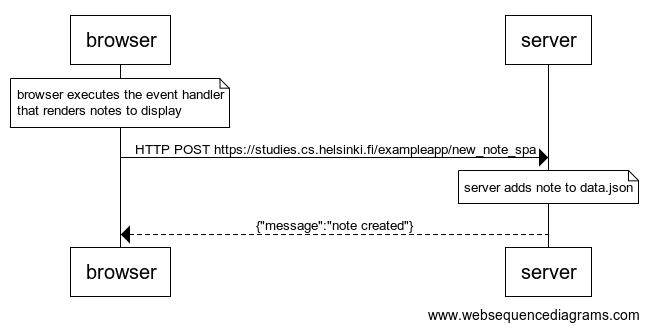 browser
server
browser executes the event handler
that renders notes to display
HTTP POST https://studies.cs.helsinki.fi/exampleapp/new_note_spa
server adds note to data.json
{"message":"note created"}
browser
server
www.websequencediagrams.com